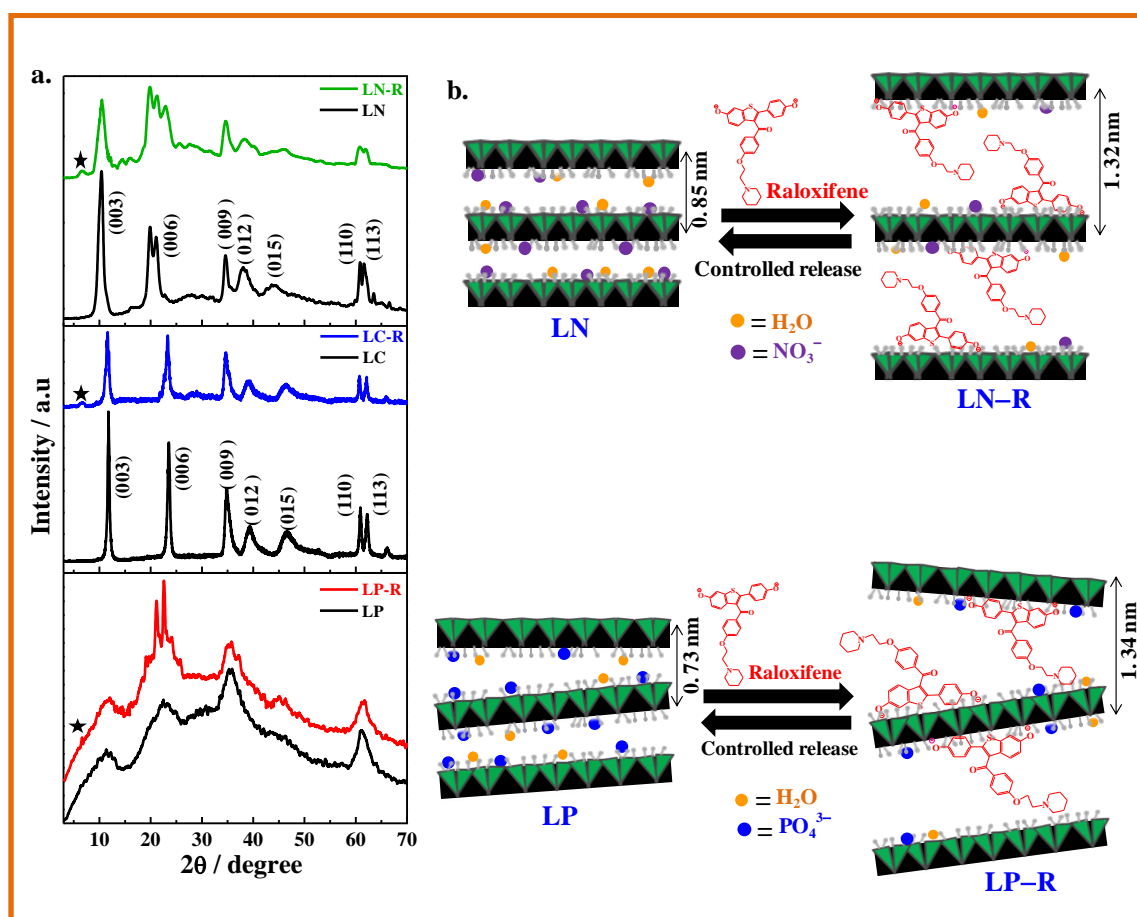 a.
LN-R
LN
(003)
(006)
(009)
(012)
(015)
(110)
(113)
LC-R
LC
(003)
(006)
(009)
(012)
(015)
(110)
(113)
LP-R
LP
Intensity / a.u
10 20 30 40 50 60 70
2θ / degree
b.
0.85 nm
Raloxifene
Controlled release
= H₂O
= NO₃⁻
LN
1.32 nm
LN–R
0.73 nm
Raloxifene
Controlled release
= H₂O
= PO₄³⁻
LP
1.34 nm
LP–R